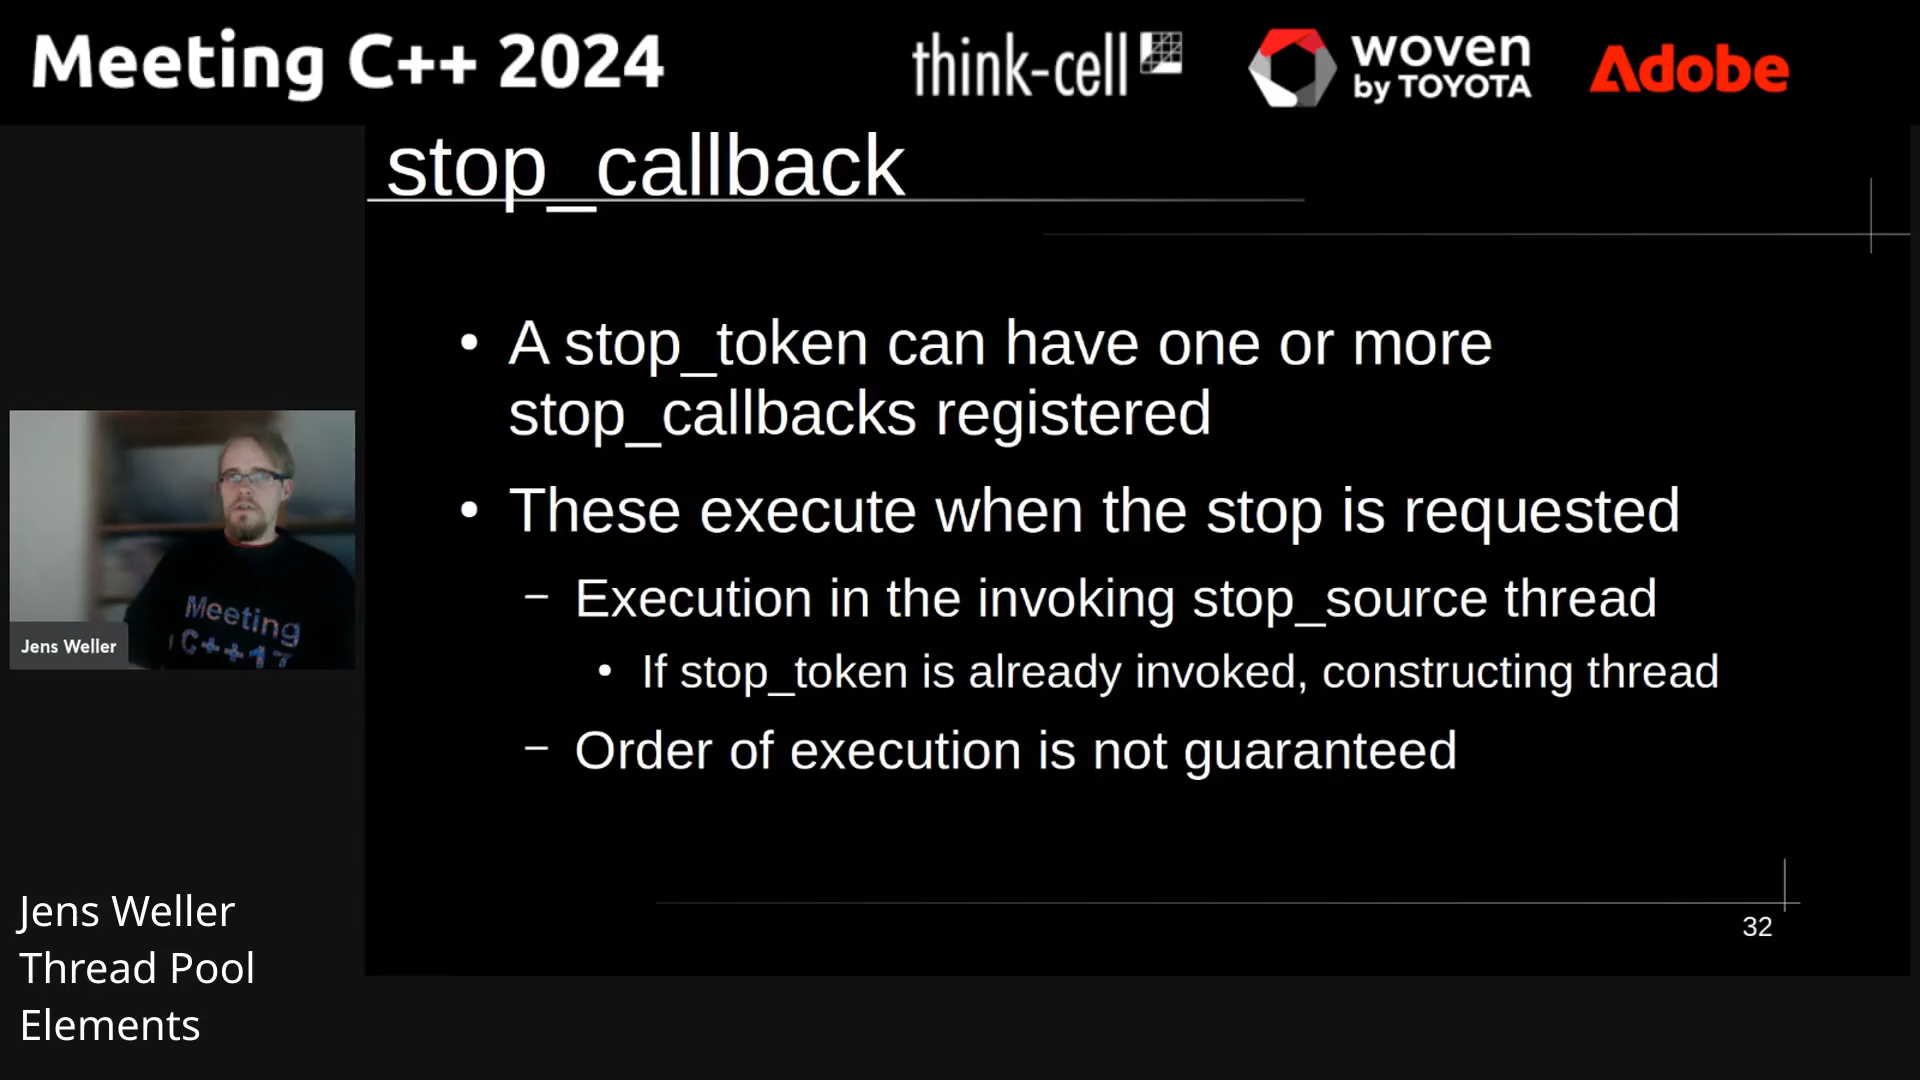 Meeting C++ 2024
think-cell
woven
by TOYOTA
Adobe
stop_callback
• A stop_token can have one or more
stop_callbacks registered
• These execute when the stop is requested
– Execution in the invoking stop_source thread
• If stop_token is already invoked, constructing thread
– Order of execution is not guaranteed
32
Meeting
C++17
Jens Weller
Jens Weller
Thread Pool
Elements